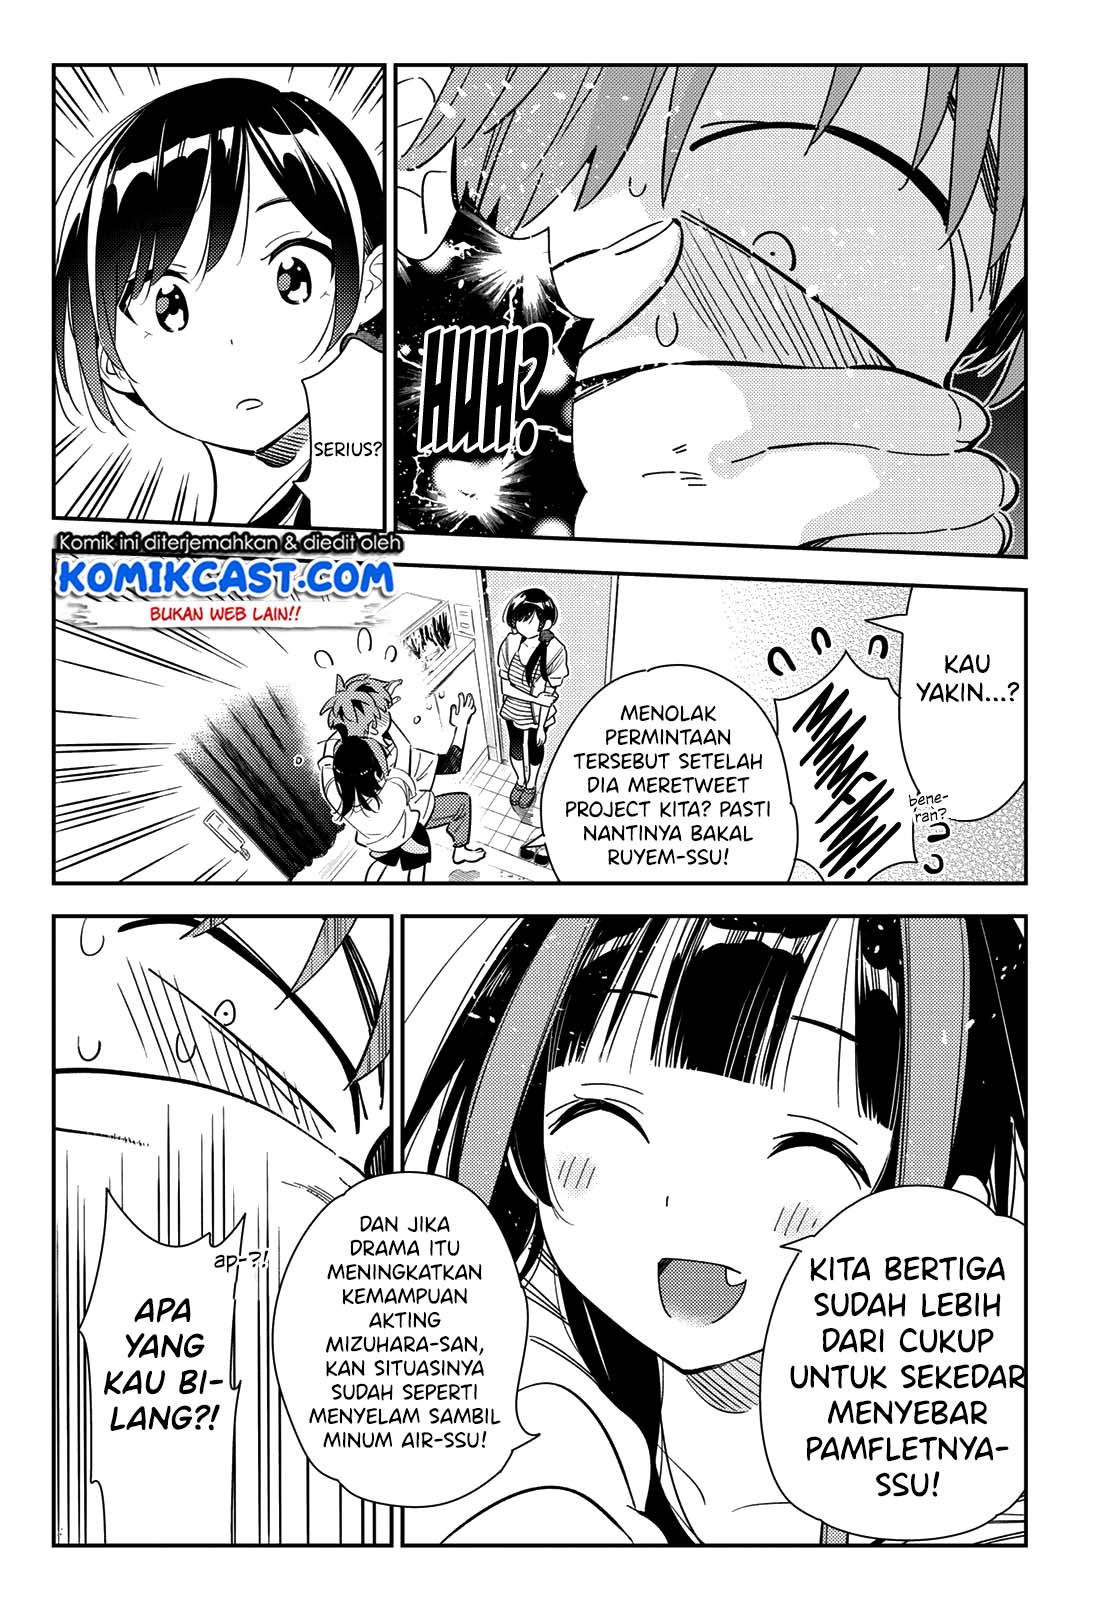 HUH?
SERIUS?
Komik ini diterjemahkan & diedit oleh
KOMIKCAST.COM
BUKAN WEB LAIN!!
KAU
YAKIN...?
bene-
ran?
MENOLAK
PERMINTAAN
TERSEBUT SETELAH
DIA MERETWEET
PROJECT KITA? PASTI
NANTINYA BAKAL
RUYEM-SSU!
KITA BERTIGA
SUDAH LEBIH
DARI CUKUP
UNTUK SEKEDAR
MENYEBAR
PAMFLETNYA-
SSU!
DAN JIKA
DRAMA ITU
MENINGKATKAN
KEMAMPUAN
AKTING
MIZUHARA-SAN,
KAN SITUASINYA
SUDAH SEPERTI
MENYELAM SAMBIL
MINUM AIR-SSU!
ap-?!
APA
YANG
KAU BI-
LANG?!